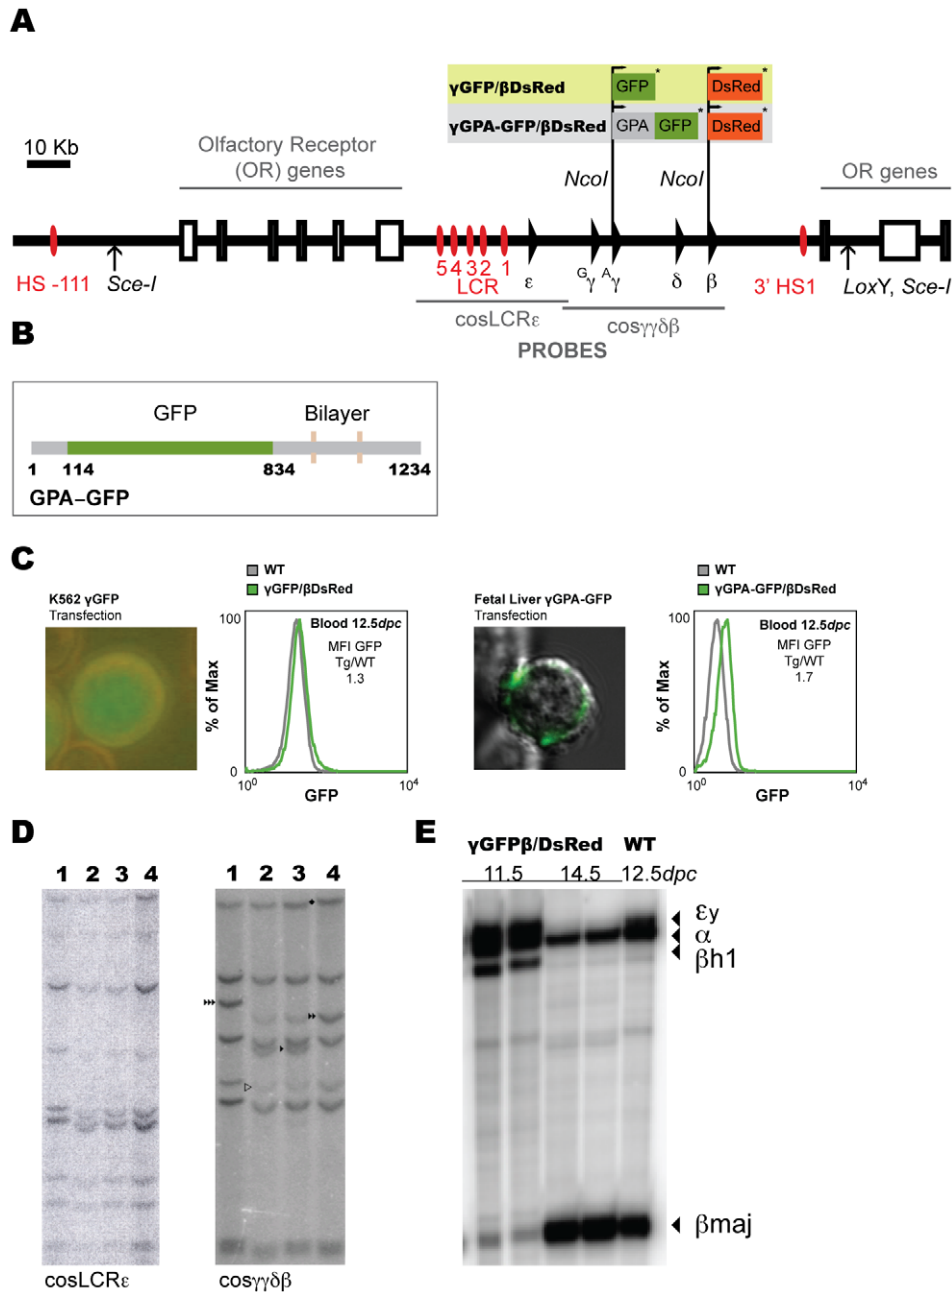 A
γGFP/βDsRed GFP * DsRed *
γGPA-GFP/βDsRed GPA GFP * DsRed *
10 Kb
Olfactory Receptor
(OR) genes
OR genes
NcoI NcoI
HS -111 Sce-I 5 4 3 2 1 ε Gγ Aγ δ β 3' HS1 LoxY, Sce-I
LCR
cosLCRε cosγγδβ
PROBES
B
GFP Bilayer
1 114 834 1234
GPA–GFP
C
WT
γGFP/βDsRed
K562 γGFP
Transfection
100
Blood 12.5dpc
MFI GFP
Tg/WT
1.3
% of Max
0
10⁰ 10⁴
GFP
WT
γGPA-GFP/βDsRed
Fetal Liver γGPA-GFP
Transfection
100
Blood 12.5dpc
MFI GFP
Tg/WT
1.7
% of Max
0
10⁰ 10⁴
GFP
D
1 2 3 4 1 2 3 4
cosLCRε cosγγδβ
E
γGFPβ/DsRed WT
11.5 14.5 12.5dpc
εy
α
βh1
βmaj